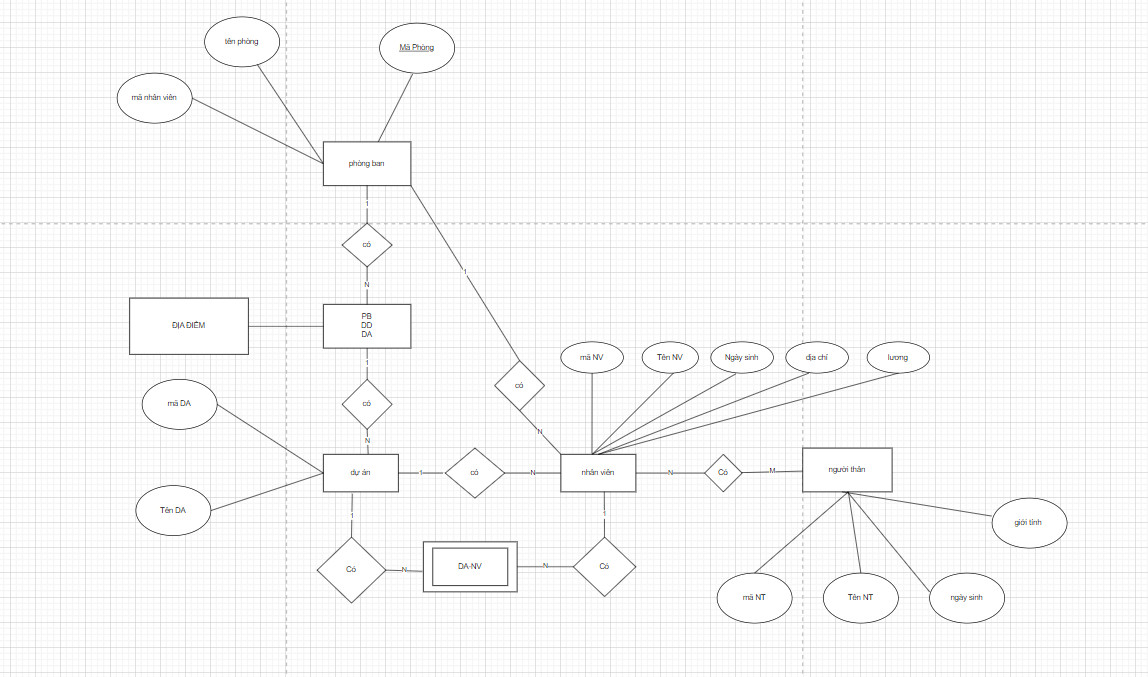 tên phòng
Mã Phòng
mã nhân viên
phòng ban
1
có
N
1
ĐỊA ĐIỂM
PB
DD
DA
1
có
N
có
N
mã NV
Tên NV
Ngày sinh
địa chỉ
lương
mã DA
Tên DA
dự án
1
có
N
nhân viên
N
Có
M
người thân
1
Có
N
DA-NV
N
Có
1
giới tính
mã NT
Tên NT
ngày sinh